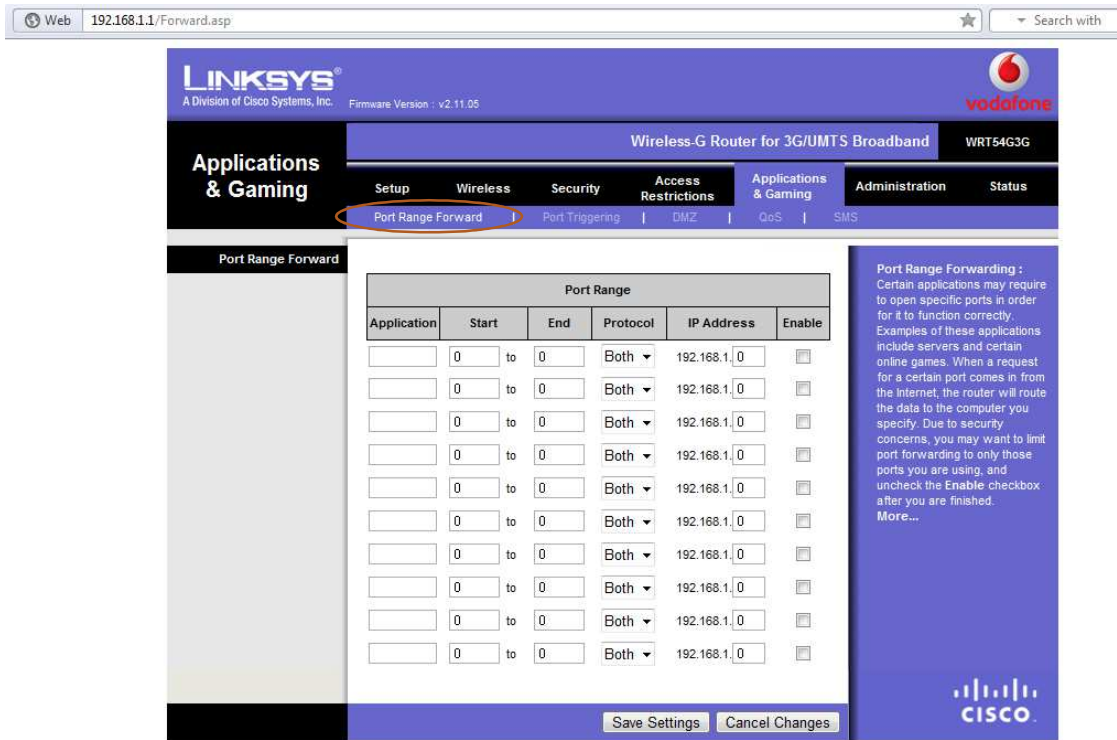 Web 192.168.1.1/Forward.asp Search with
LINKSYS®
A Division of Cisco Systems, Inc. Firmware Version : v2.11.05
vodafone
Wireless-G Router for 3G/UMTS Broadband WRT54G3G
Applications
& Gaming
Setup Wireless Security Access Restrictions Applications & Gaming Administration Status
Port Range Forward | Port Triggering | DMZ | QoS | SMS
Port Range Forward
Port Range
Application Start End Protocol IP Address Enable
0 to 0 Both 192.168.1. 0
0 to 0 Both 192.168.1. 0
0 to 0 Both 192.168.1. 0
0 to 0 Both 192.168.1. 0
0 to 0 Both 192.168.1. 0
0 to 0 Both 192.168.1. 0
0 to 0 Both 192.168.1. 0
0 to 0 Both 192.168.1. 0
0 to 0 Both 192.168.1. 0
0 to 0 Both 192.168.1. 0
Port Range Forwarding :
Certain applications may require
to open specific ports in order
for it to function correctly.
Examples of these applications
include servers and certain
online games. When a request
for a certain port comes in from
the Internet, the router will route
the data to the computer you
specify. Due to security
concerns, you may want to limit
port forwarding to only those
ports you are using, and
uncheck the Enable checkbox
after you are finished.
More...
Save Settings Cancel Changes
CISCO.